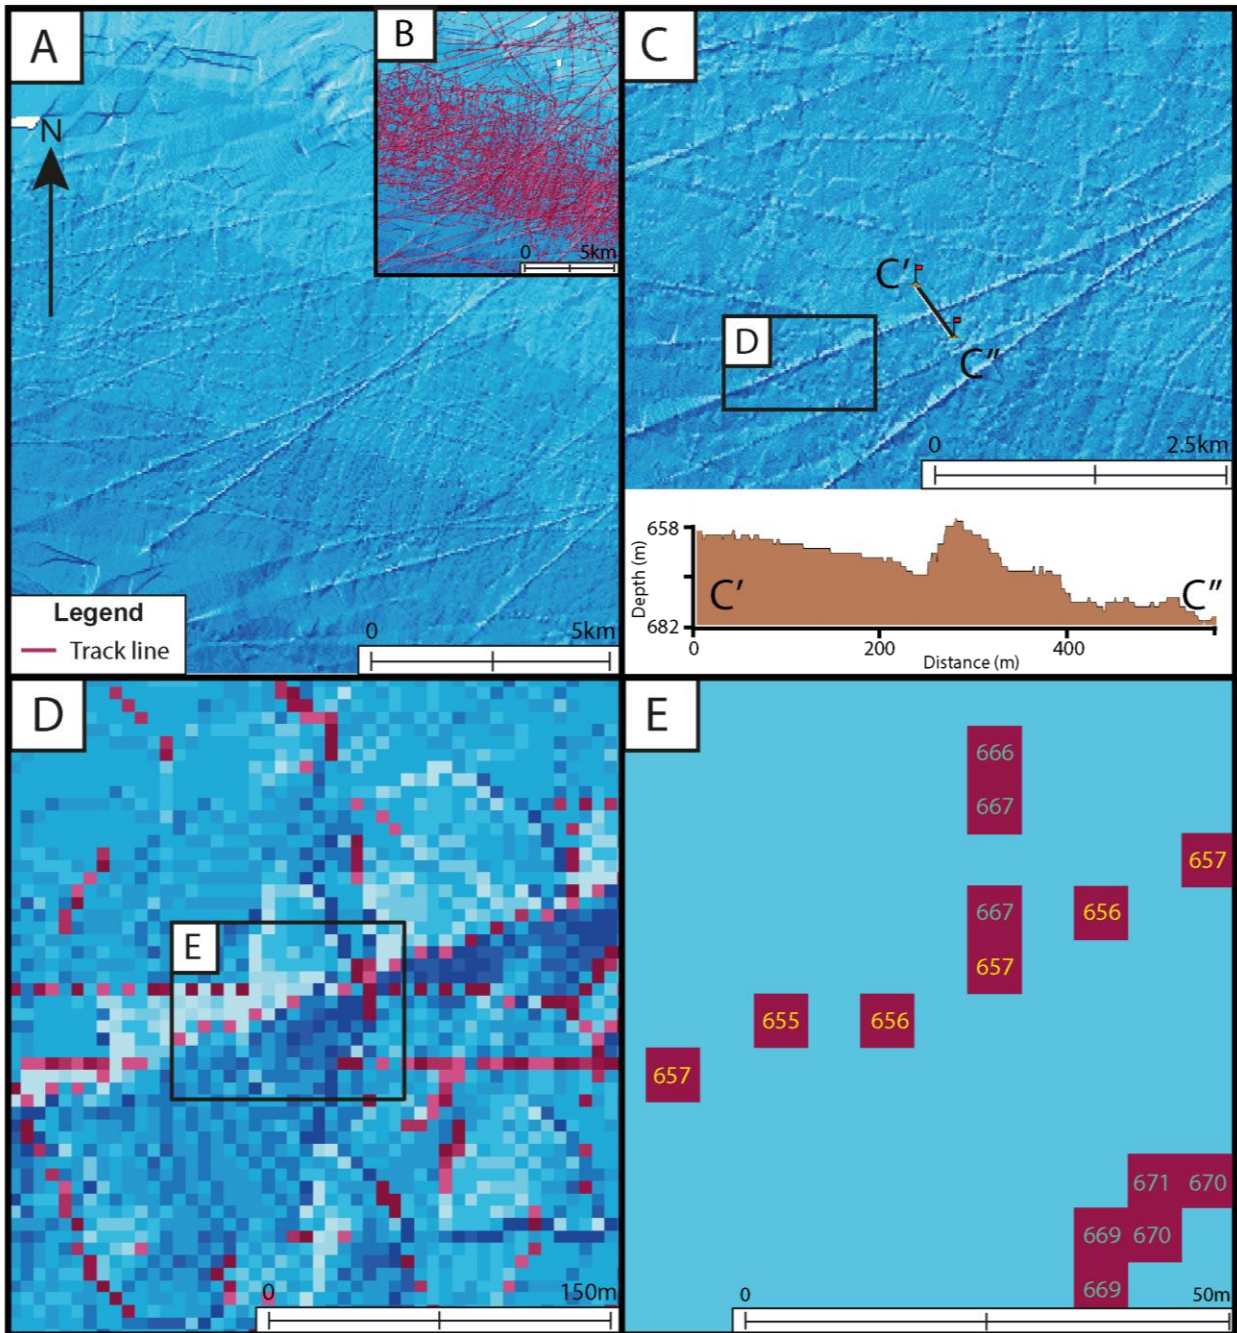 A
N
B
0 5km
Legend
Track line
0 5km
C
C'
D
C"
0 2.5km
658
Depth (m)
682
C' C"
0 200 400
Distance (m)
D
E
0 150m
E
666
667
657
667 656
657
655 656
657
671 670
669 670
669
0 50m